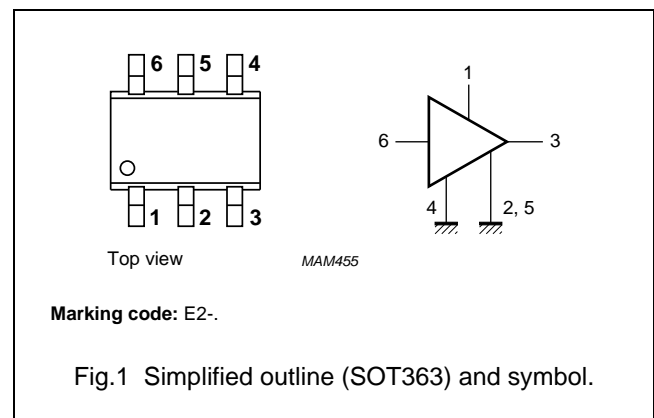 6 5 4
1
6 3
4 2, 5
1 2 3
Top view MAM455
Marking code: E2-.
Fig.1 Simplified outline (SOT363) and symbol.